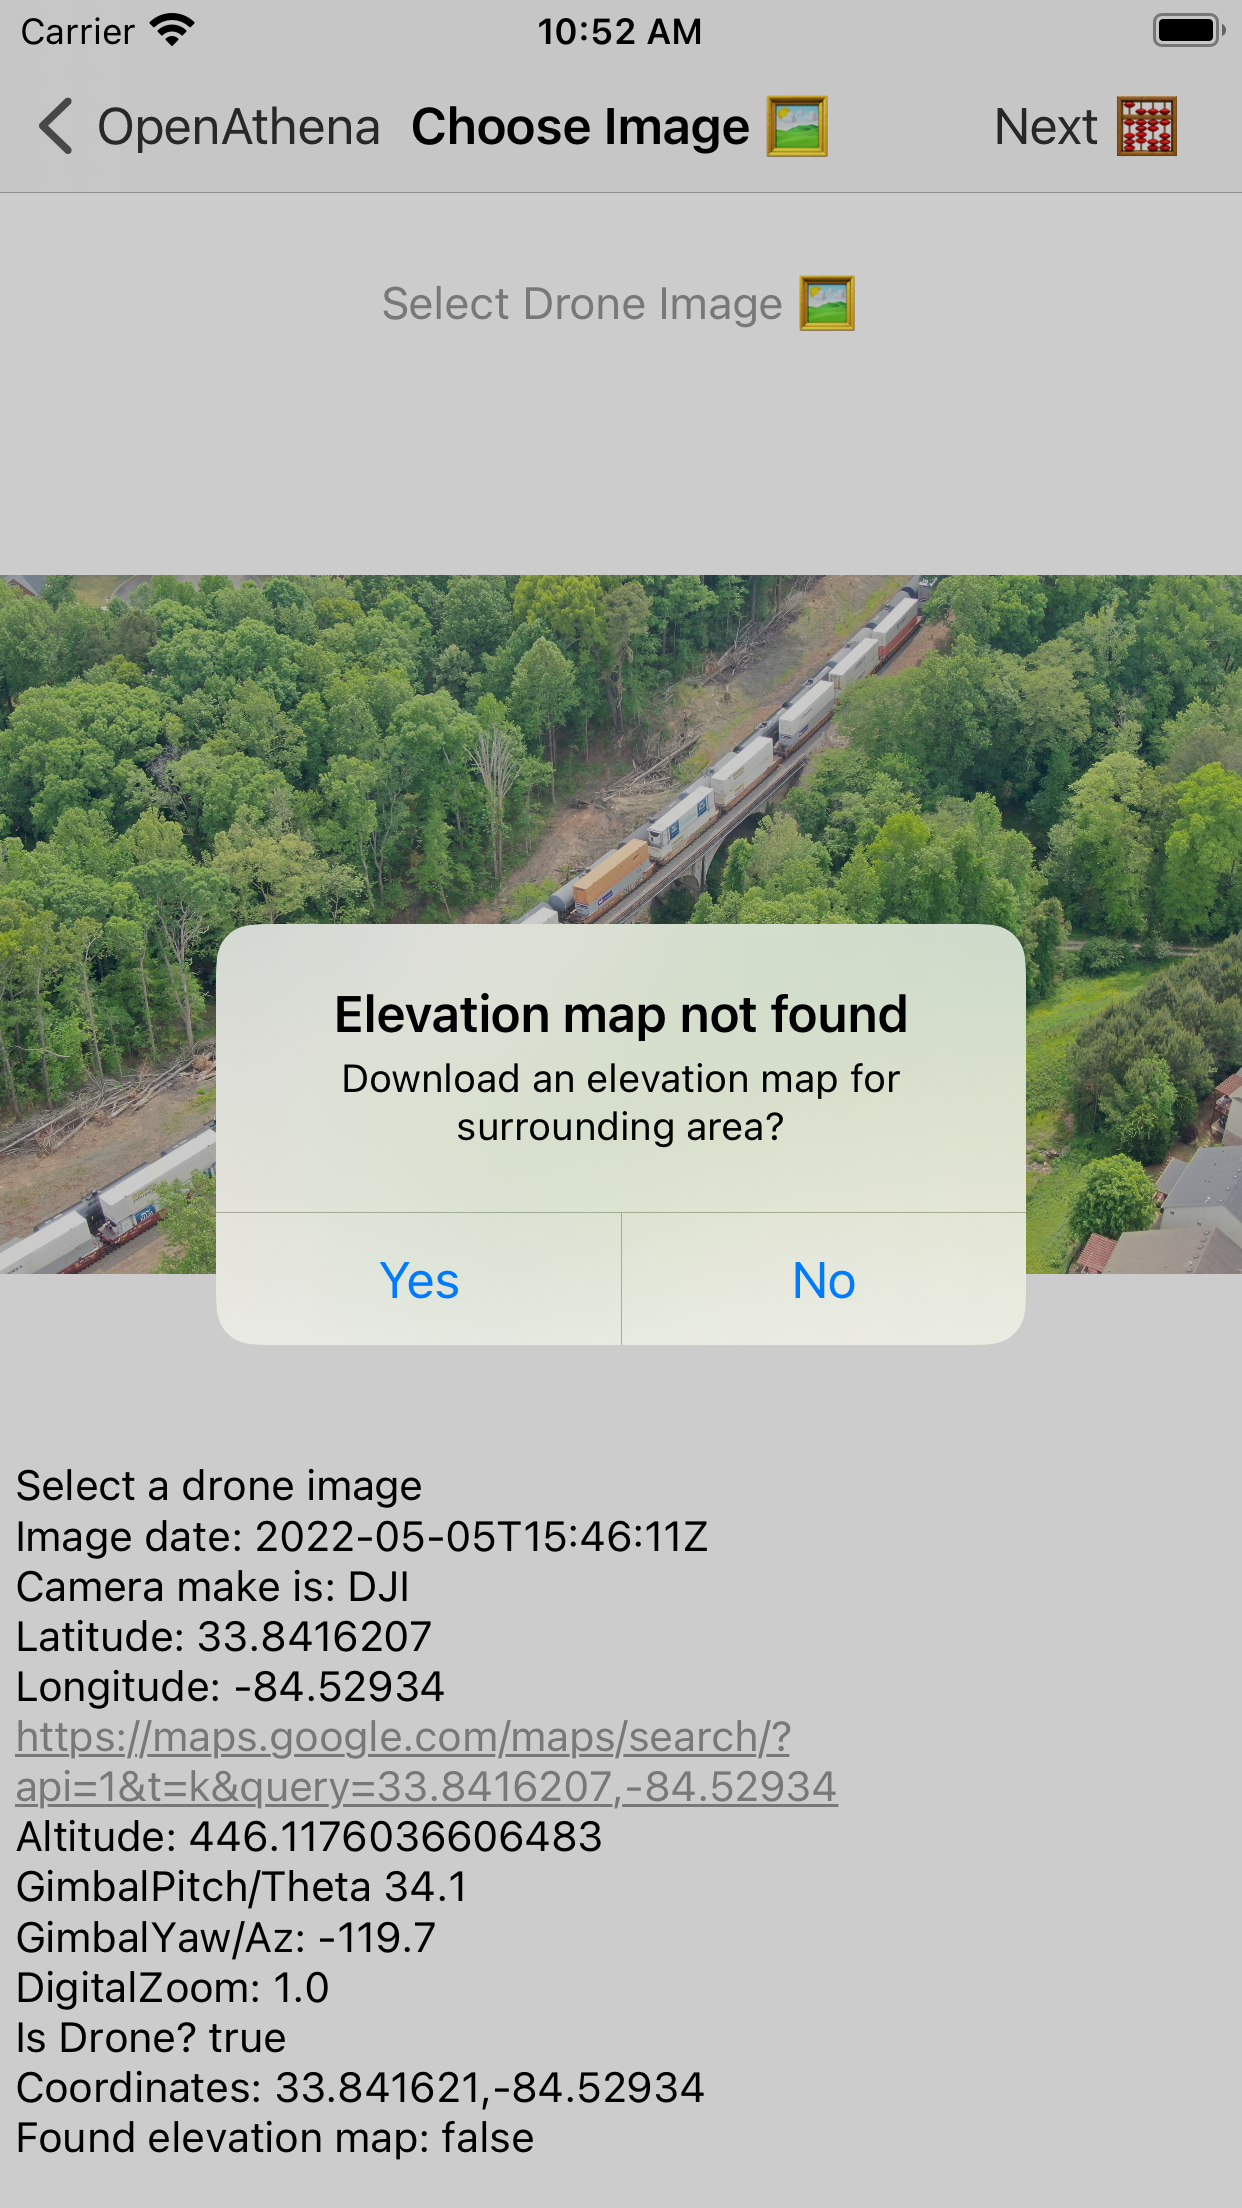 Carrier 10:52 AM
OpenAthena Choose Image Next
Select Drone Image
Elevation map not found
Download an elevation map for
surrounding area?
Yes No
Select a drone image
Image date: 2022-05-05T15:46:11Z
Camera make is: DJI
Latitude: 33.8416207
Longitude: -84.52934
https://maps.google.com/maps/search/?
api=1&t=k&query=33.8416207,-84.52934
Altitude: 446.1176036606483
GimbalPitch/Theta 34.1
GimbalYaw/Az: -119.7
DigitalZoom: 1.0
Is Drone? true
Coordinates: 33.841621,-84.52934
Found elevation map: false